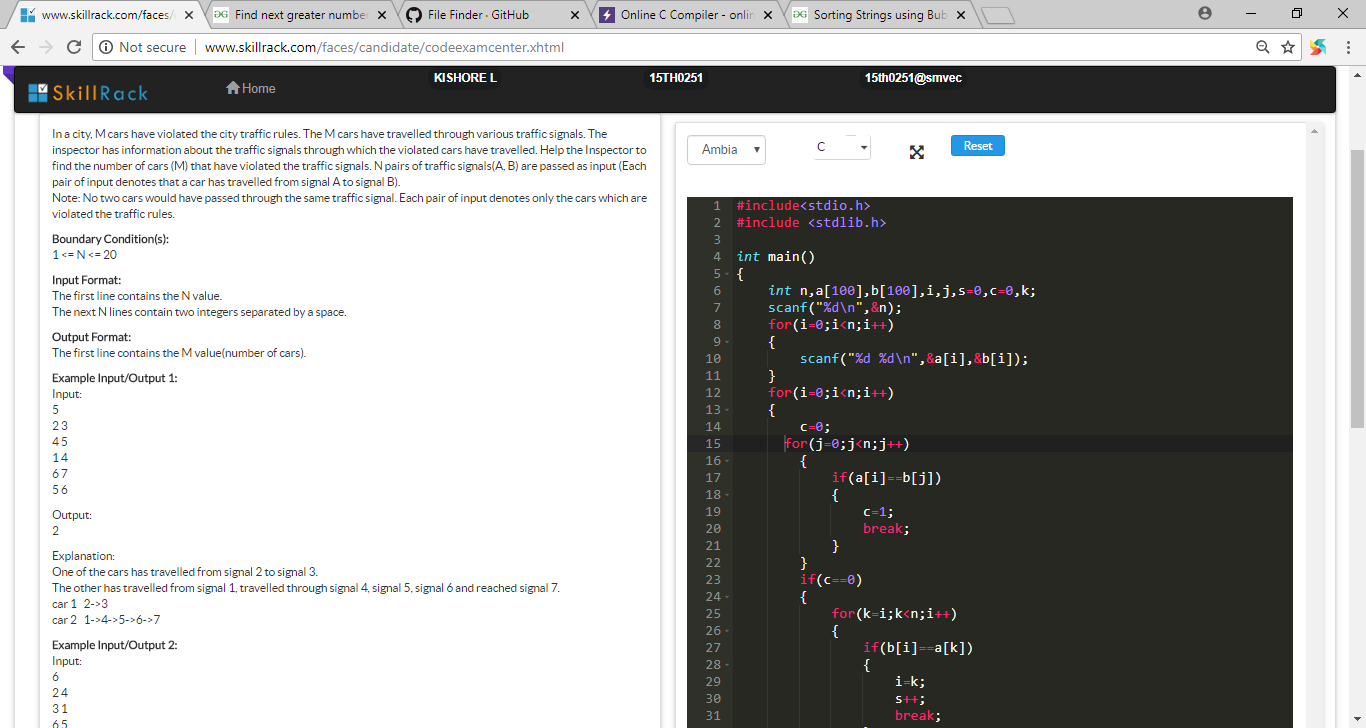 www.skillrack.com/faces/
Find next greater numbe
File Finder · GitHub
Online C Compiler - onlin
Sorting Strings using Bub
Not secure
www.skillrack.com/faces/candidate/codeexamcenter.xhtml
SkillRack
Home
KISHORE L
15TH0251
15th0251@smvec
In a city, M cars have violated the city traffic rules. The M cars have travelled through various traffic signals. The
inspector has information about the traffic signals through which the violated cars have travelled. Help the Inspector to
find the number of cars (M) that have violated the traffic signals. N pairs of traffic signals(A, B) are passed as input (Each
pair of input denotes that a car has travelled from signal A to signal B).
Note: No two cars would have passed through the same traffic signal. Each pair of input denotes only the cars which are
violated the traffic rules.
Boundary Condition(s):
1 <= N <= 20
Input Format:
The first line contains the N value.
The next N lines contain two integers separated by a space.
Output Format:
The first line contains the M value(number of cars).
Example Input/Output 1:
Input:
5
2 3
4 5
1 4
6 7
5 6
Output:
2
Explanation:
One of the cars has travelled from signal 2 to signal 3.
The other has travelled from signal 1, travelled through signal 4, signal 5, signal 6 and reached signal 7.
car 1 2->3
car 2 1->4->5->6->7
Example Input/Output 2:
Input:
6
2 4
3 1
6 5
Ambia
C
Reset
1 #include<stdio.h>
2 #include <stdlib.h>
3
4 int main()
5 {
6 int n,a[100],b[100],i,j,s=0,c=0,k;
7 scanf("%d\n",&n);
8 for(i=0;i<n;i++)
9 {
10 scanf("%d %d\n",&a[i],&b[i]);
11 }
12 for(i=0;i<n;i++)
13 {
14 c=0;
15 for(j=0;j<n;j++)
16 {
17 if(a[i]==b[j])
18 {
19 c=1;
20 break;
21 }
22 }
23 if(c==0)
24 {
25 for(k=i;k<n;i++)
26 {
27 if(b[i]==a[k])
28 {
29 i=k;
30 s++;
31 break;